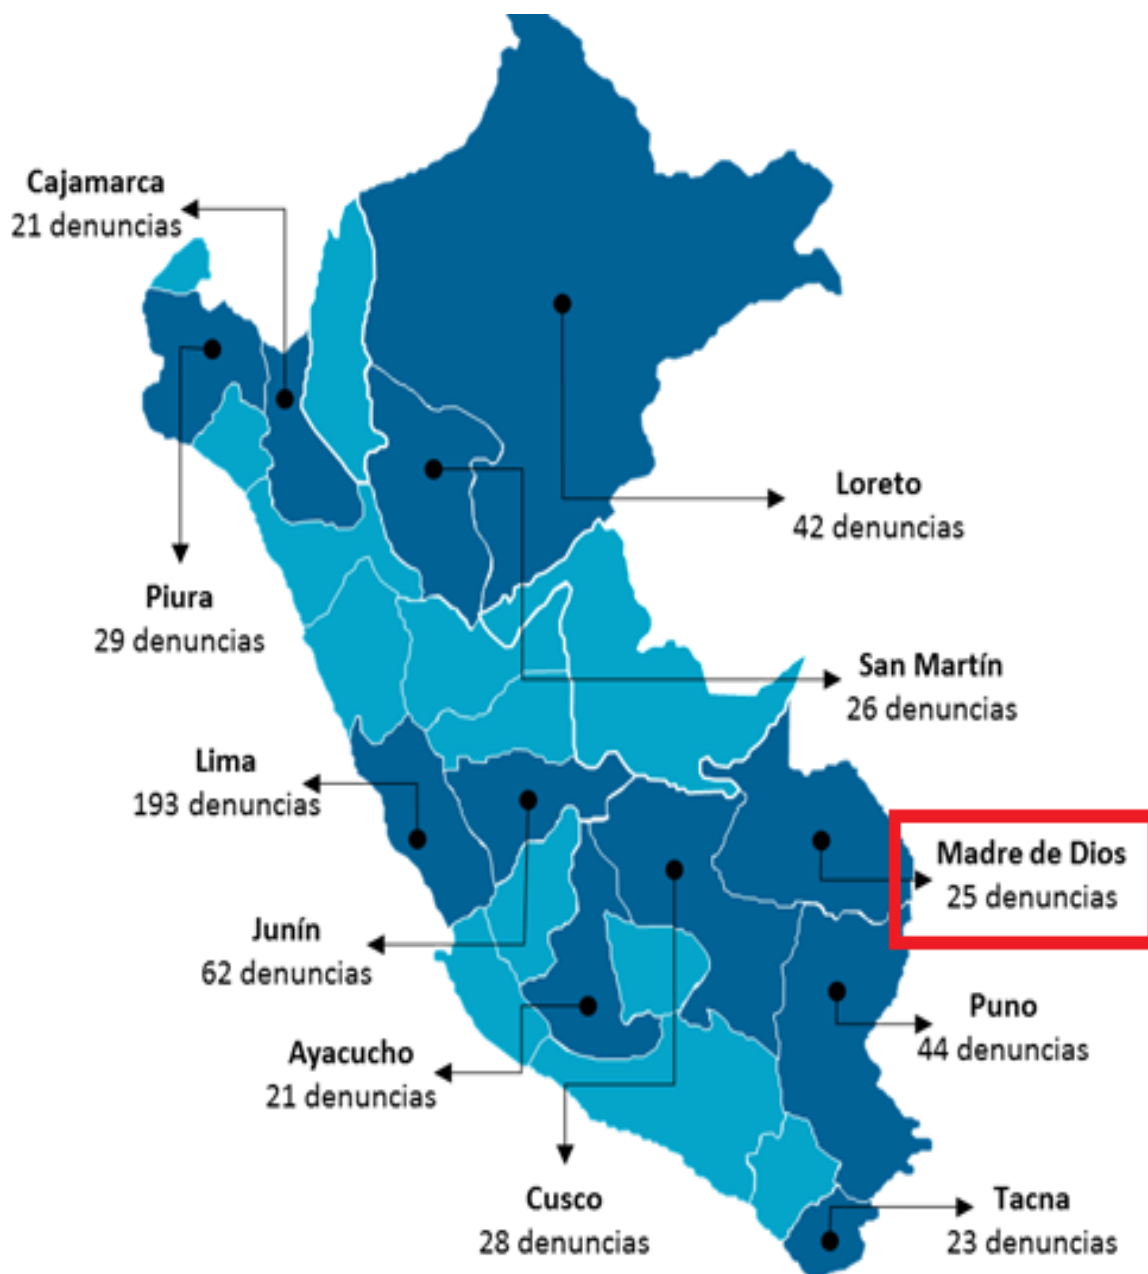 Cajamarca
21 denuncias
Loreto
42 denuncias
Piura
29 denuncias
San Martín
26 denuncias
Lima
193 denuncias
Madre de Dios
25 denuncias
Junín
62 denuncias
Puno
44 denuncias
Ayacucho
21 denuncias
Cusco
28 denuncias
Tacna
23 denuncias